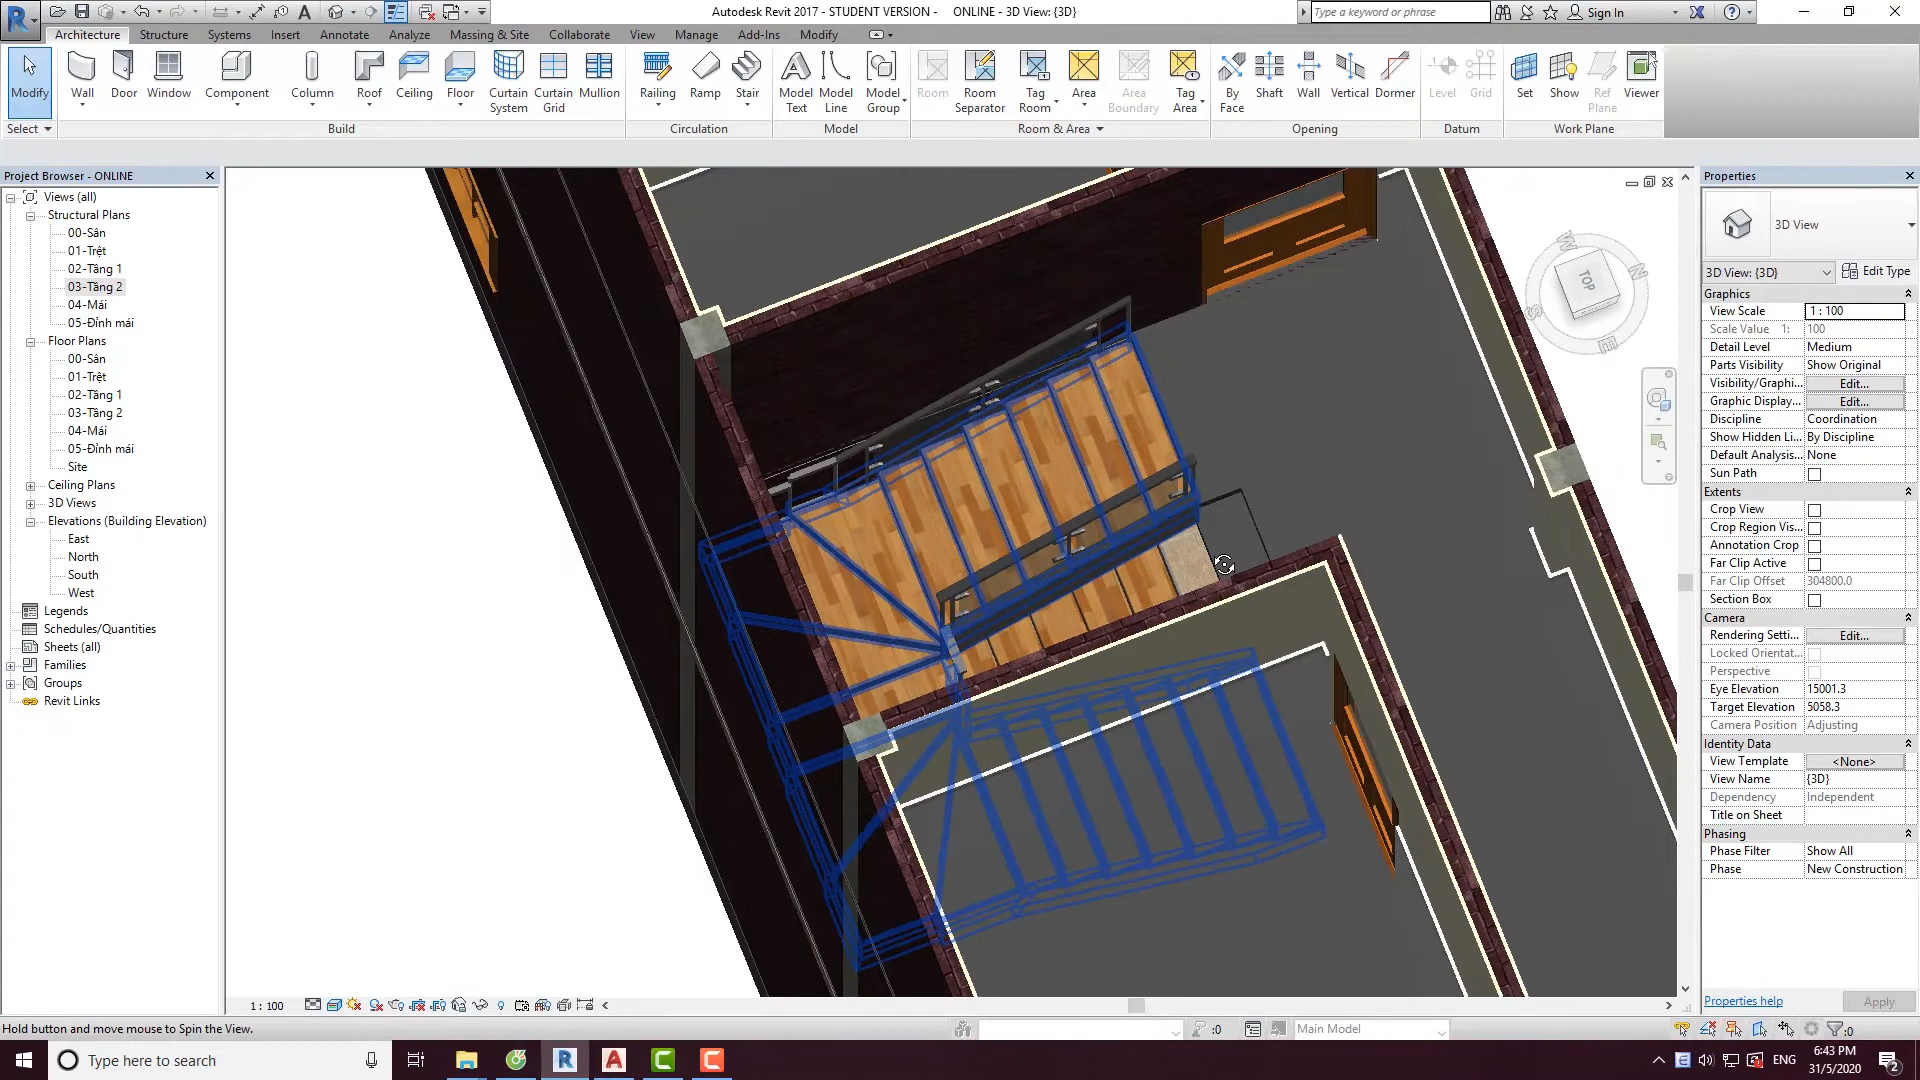 Autodesk Revit 2017 - STUDENT VERSION - ONLINE - 3D View: {3D}
Type a keyword or phrase
Sign In
Architecture Structure Systems Insert Annotate Analyze Massing & Site Collaborate View Manage Add-Ins Modify
Modify Wall Door Window Component Column Roof Ceiling Floor Curtain System Curtain Grid Mullion Railing Ramp Stair Model Text Model Line Model Group Room Room Separator Tag Room Area Area Boundary Tag Area By Face Shaft Wall Vertical Dormer Level Grid Set Show Ref Plane Viewer
Select Build Circulation Model Room & Area Opening Datum Work Plane
Project Browser - ONLINE
Views (all)
Structural Plans
00-Sân
01-Trệt
02-Tầng 1
03-Tầng 2
04-Mái
05-Đỉnh mái
Floor Plans
00-Sân
01-Trệt
02-Tầng 1
03-Tầng 2
04-Mái
05-Đỉnh mái
Site
Ceiling Plans
3D Views
Elevations (Building Elevation)
East
North
South
West
Legends
Schedules/Quantities
Sheets (all)
Families
Groups
Revit Links
TOP
W
N
S
E
Properties
3D View
3D View: {3D} Edit Type
Graphics
View Scale 1 : 100
Scale Value 1: 100
Detail Level Medium
Parts Visibility Show Original
Visibility/Graphi... Edit...
Graphic Display... Edit...
Discipline Coordination
Show Hidden Li... By Discipline
Default Analysis... None
Sun Path
Extents
Crop View
Crop Region Vis...
Annotation Crop
Far Clip Active
Far Clip Offset 304800.0
Section Box
Camera
Rendering Setti... Edit...
Locked Orientat...
Perspective
Eye Elevation 15001.3
Target Elevation 5058.3
Camera Position Adjusting
Identity Data
View Template <None>
View Name {3D}
Dependency Independent
Title on Sheet
Phasing
Phase Filter Show All
Phase New Construction
Properties help Apply
1 : 100
Hold button and move mouse to Spin the View.
:0
Main Model
:0
Type here to search
ENG
6:43 PM
31/5/2020
2